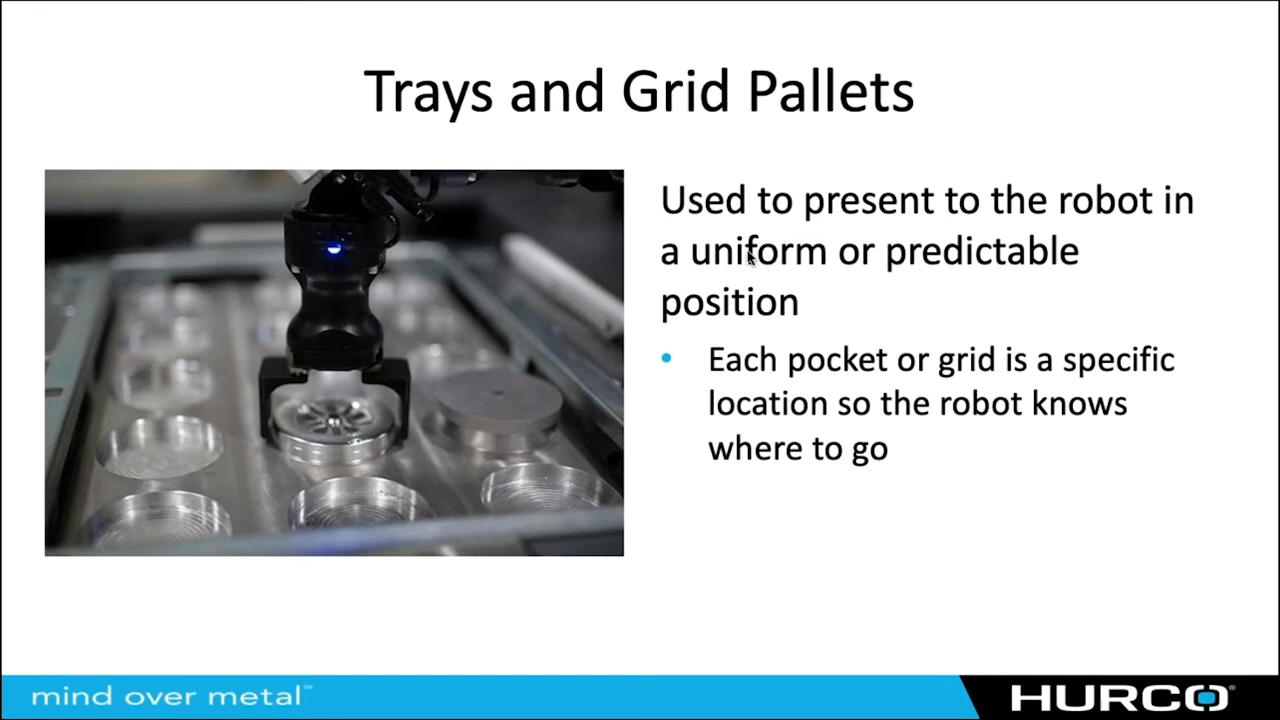 Trays and Grid Pallets
Used to present to the robot in
a uniform or predictable
position
• Each pocket or grid is a specific
location so the robot knows
where to go
mind over metal™
HURCO®